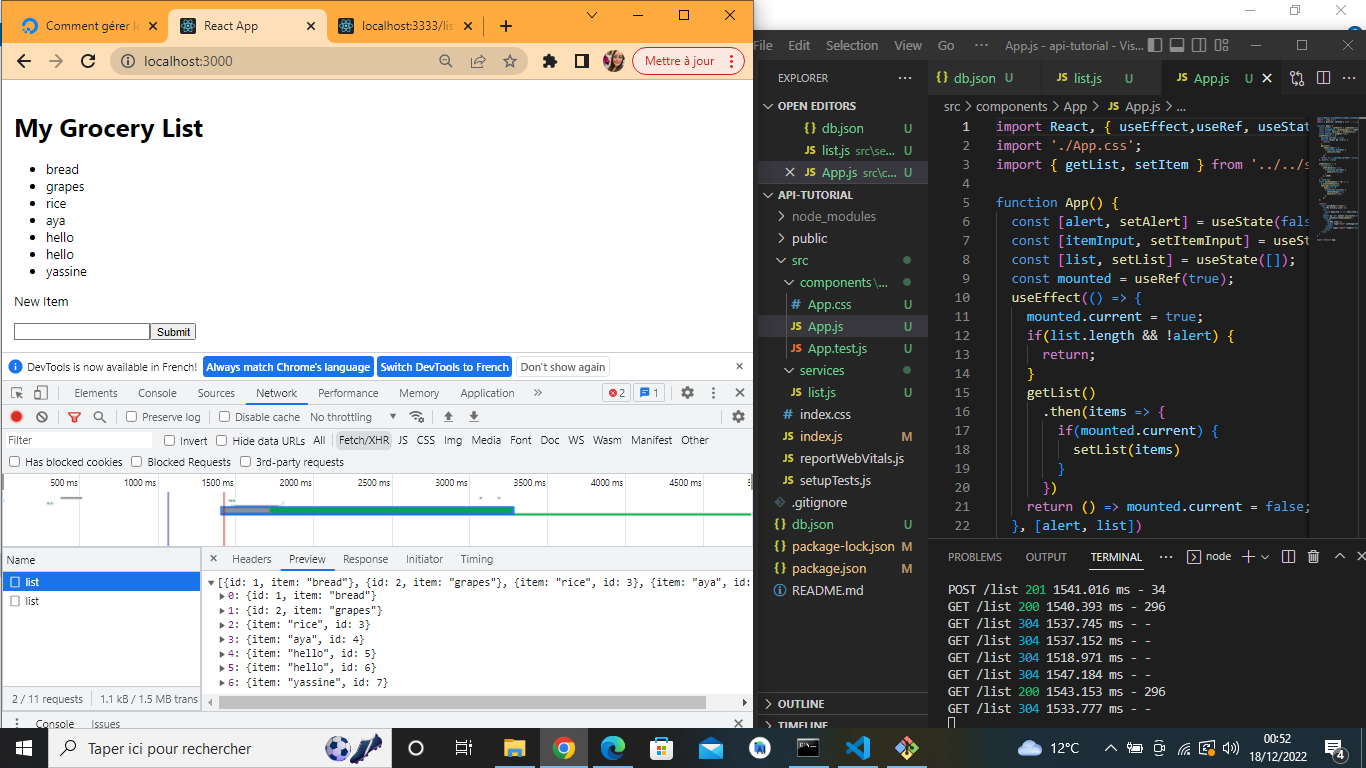 Comment gérer le
React App
localhost:3333/lis
localhost:3000
Mettre à jour
My Grocery List
bread
grapes
rice
aya
hello
hello
yassine
New Item
Submit
DevTools is now available in French!
Always match Chrome's language
Switch DevTools to French
Don't show again
Elements
Console
Sources
Network
Performance
Memory
Application
2
1
Preserve log
Disable cache
No throttling
Filter
Invert
Hide data URLs
All
Fetch/XHR
JS
CSS
Img
Media
Font
Doc
WS
Wasm
Manifest
Other
Has blocked cookies
Blocked Requests
3rd-party requests
500 ms
1000 ms
1500 ms
2000 ms
2500 ms
3000 ms
3500 ms
4000 ms
4500 ms
Name
Headers
Preview
Response
Initiator
Timing
list
list
[{id: 1, item: "bread"}, {id: 2, item: "grapes"}, {item: "rice", id: 3}, {item: "aya", id:
0: {id: 1, item: "bread"}
1: {id: 2, item: "grapes"}
2: {item: "rice", id: 3}
3: {item: "aya", id: 4}
4: {item: "hello", id: 5}
5: {item: "hello", id: 6}
6: {item: "yassine", id: 7}
2 / 11 requests
1.1 kB / 1.5 MB trans
Console
Issues
File
Edit
Selection
View
Go
App.js - api-tutorial - Vis...
EXPLORER
OPEN EDITORS
db.json U
list.js src\se... U
App.js src\c... U
API-TUTORIAL
node_modules
public
src
components\...
App.css U
App.js U
App.test.js U
services
list.js U
index.css
index.js M
reportWebVitals.js
setupTests.js
.gitignore
db.json U
package-lock.json M
package.json M
README.md
OUTLINE
TIMELINE
db.json U
list.js U
App.js U
src > components > App > App.js > ...
1 import React, { useEffect,useRef, useStat
2 import './App.css';
3 import { getList, setItem } from '../../s
4
5 function App() {
6 const [alert, setAlert] = useState(fals
7 const [itemInput, setItemInput] = useSt
8 const [list, setList] = useState([]);
9 const mounted = useRef(true);
10 useEffect(() => {
11 mounted.current = true;
12 if(list.length && !alert) {
13 return;
14 }
15 getList()
16 .then(items => {
17 if(mounted.current) {
18 setList(items)
19 }
20 })
21 return () => mounted.current = false;
22 }, [alert, list])
PROBLEMS
OUTPUT
TERMINAL
node
POST /list 201 1541.016 ms - 34
GET /list 200 1540.393 ms - 296
GET /list 304 1537.745 ms - -
GET /list 304 1537.152 ms - -
GET /list 304 1518.971 ms - -
GET /list 304 1547.184 ms - -
GET /list 200 1543.153 ms - 296
GET /list 304 1533.777 ms - -
Taper ici pour rechercher
12°C
00:52
18/12/2022
4